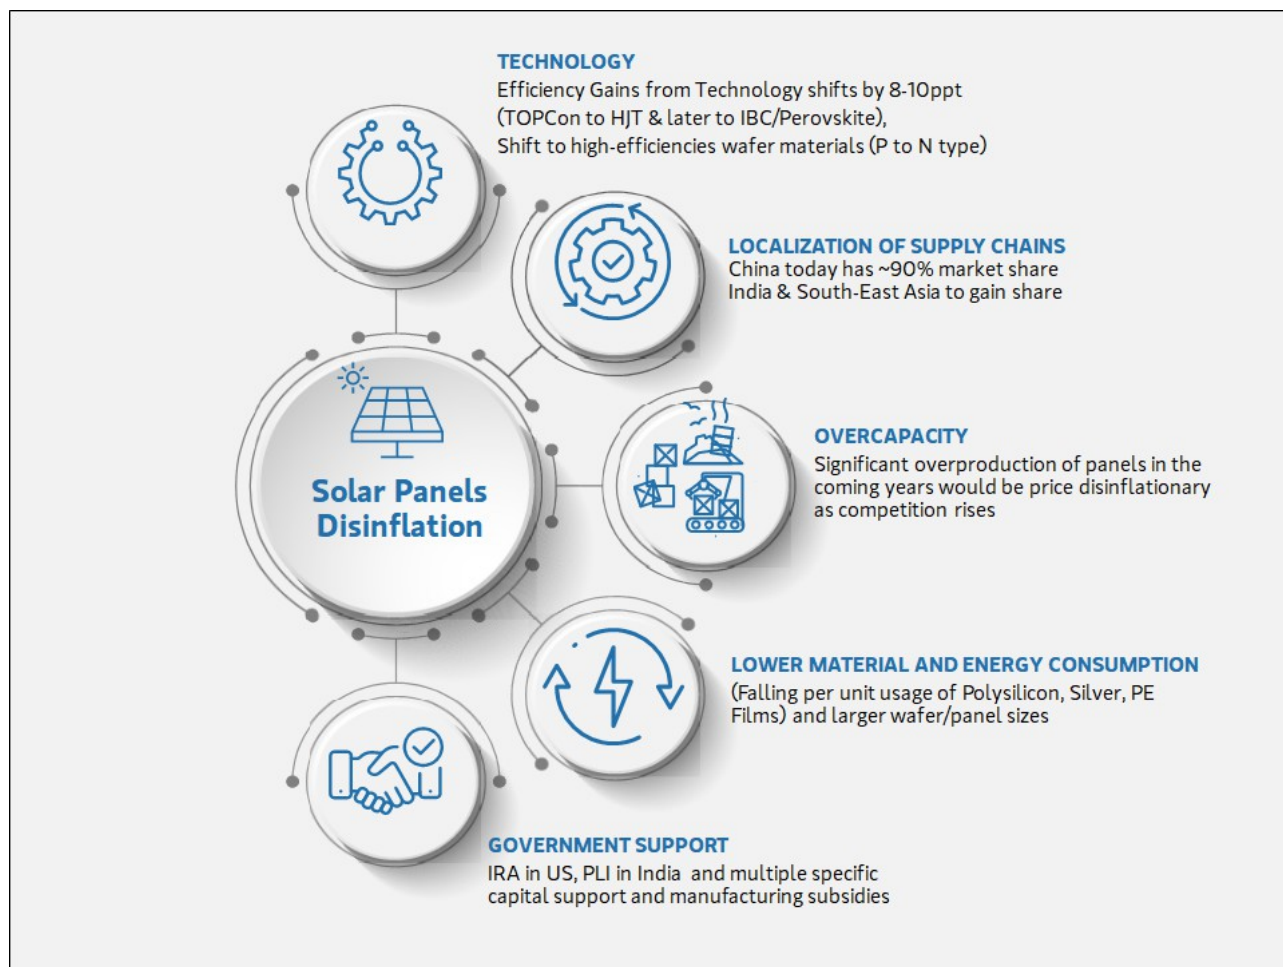 TECHNOLOGY
Efficiency Gains from Technology shifts by 8-10ppt
(TOPCon to HJT & later to IBC/Perovskite),
Shift to high-efficiencies wafer materials (P to N type)
LOCALIZATION OF SUPPLY CHAINS
China today has ~90% market share
India & South-East Asia to gain share
OVERCAPACITY
Significant overproduction of panels in the
coming years would be price disinflationary
as competition rises
Solar Panels
Disinflation
LOWER MATERIAL AND ENERGY CONSUMPTION
(Falling per unit usage of Polysilicon, Silver, PE
Films) and larger wafer/panel sizes
GOVERNMENT SUPPORT
IRA in US, PLI in India and multiple specific
capital support and manufacturing subsidies